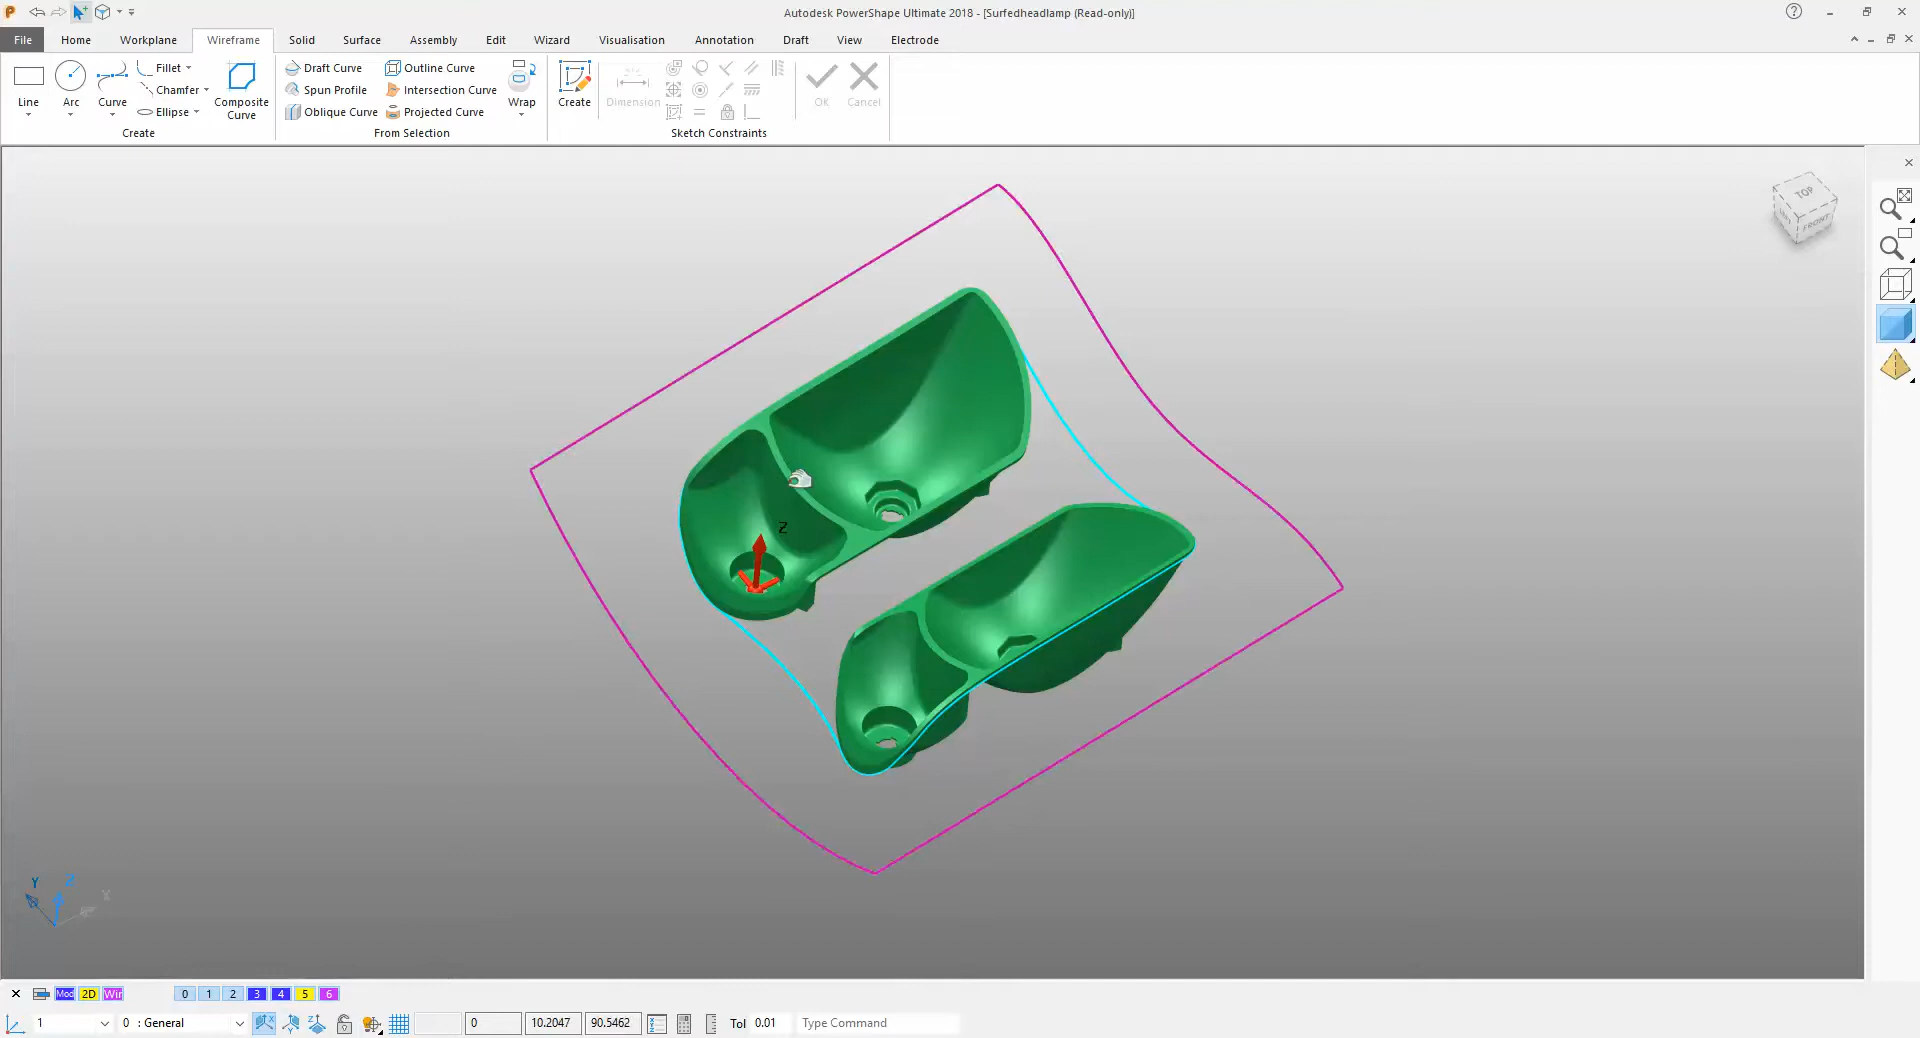 Autodesk PowerShape Ultimate 2018 - [Surfedheadlamp (Read-only)]
File Home Workplane Wireframe Solid Surface Assembly Edit Wizard Visualisation Annotation Draft View Electrode
Line Arc Curve Fillet Chamfer Ellipse Composite Curve
Draft Curve Outline Curve
Spun Profile Intersection Curve
Oblique Curve Projected Curve
Wrap Create Dimension OK Cancel
Create From Selection Sketch Constraints
TOP
FRONT
Z
Y Z X
Mod 2D Wir 0 1 2 3 4 5 6
1 0 : General 0 10.2047 90.5462 Tol 0.01 Type Command